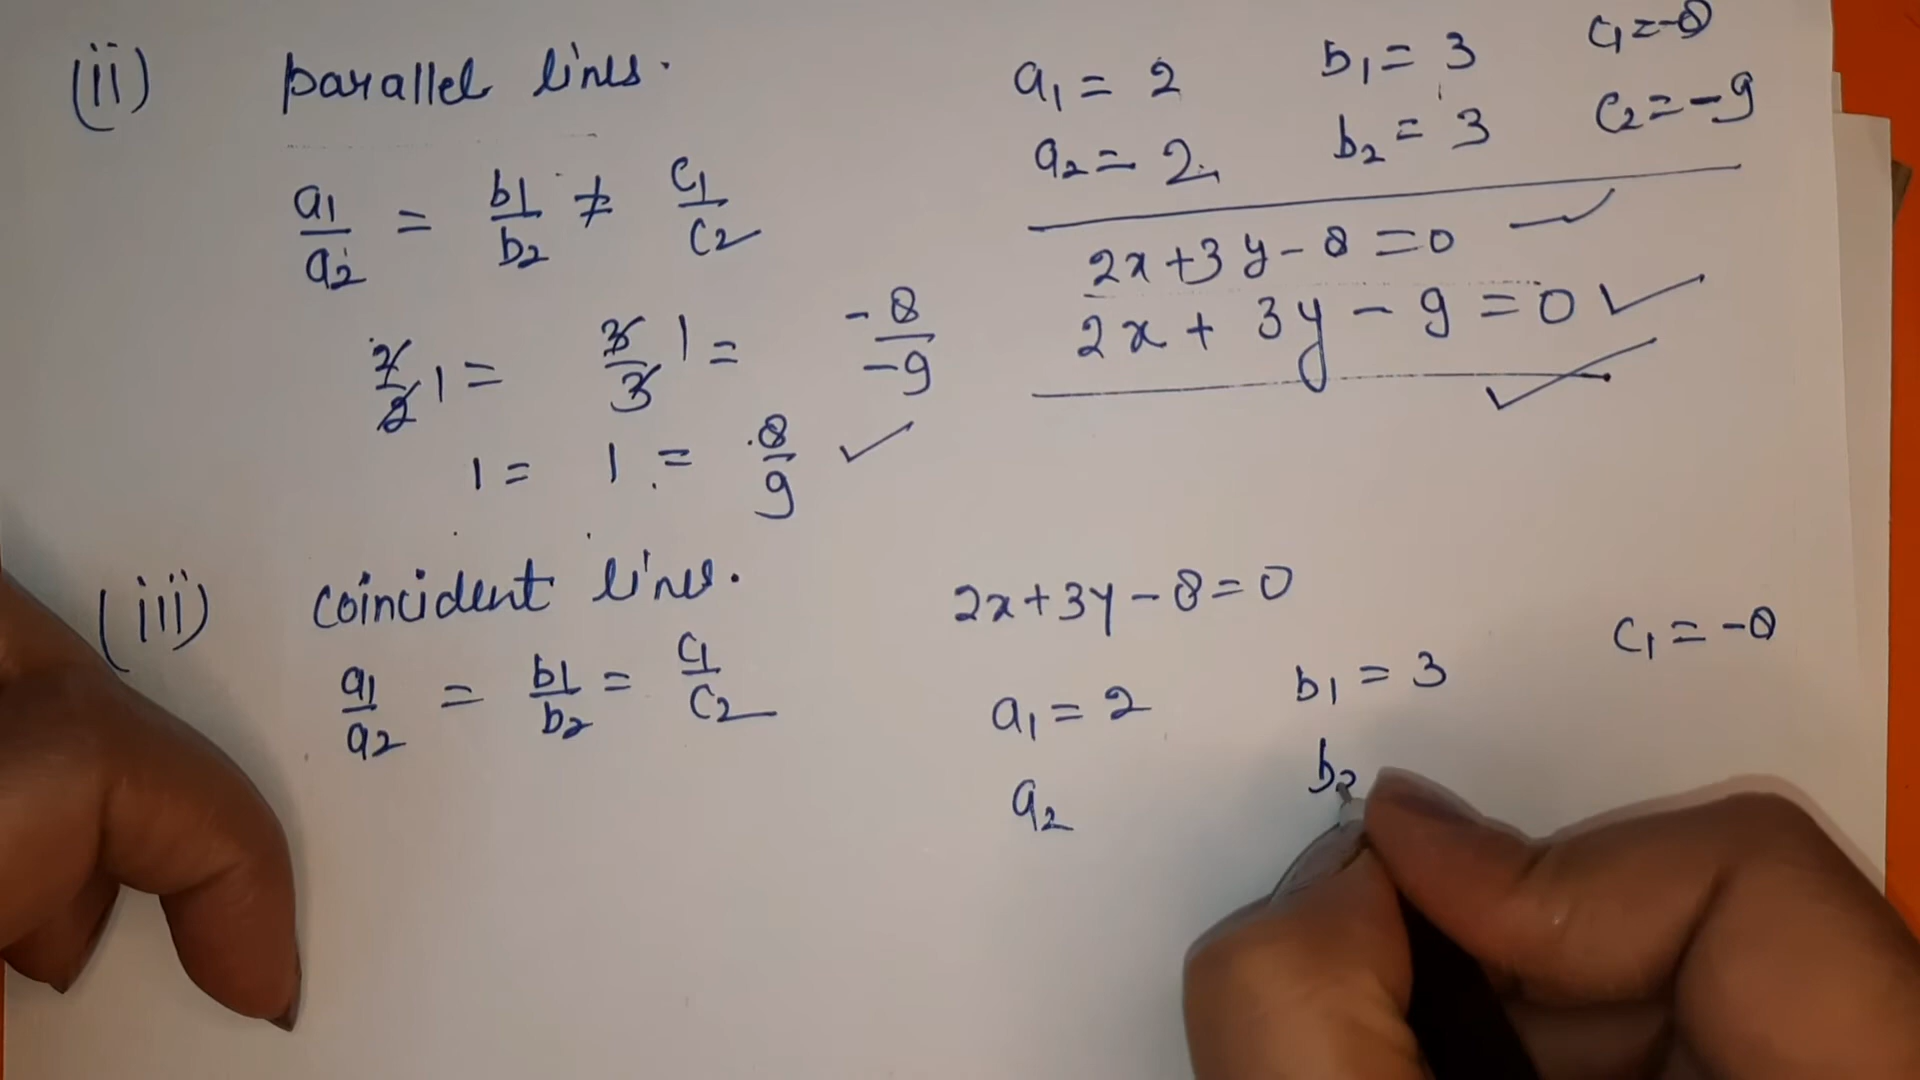 (ii) parallel lines.
a1 = 2 b1 = 3 c1 = -8
a2 = 2 b2 = 3 c2 = -9
a1/a2 = b1/b2 ≠ c1/c2
2x+3y-8=0 ✓
2x+3y-9=0 ✓
2/2 1 = 3/3 1 = -8/-9
✓
1 = 1 = 8/9 ✓
(iii) coincident lines.
2x+3y-8=0
a1/a2 = b1/b2 = c1/c2
a1 = 2 b1 = 3 c1 = -8
a2 b2